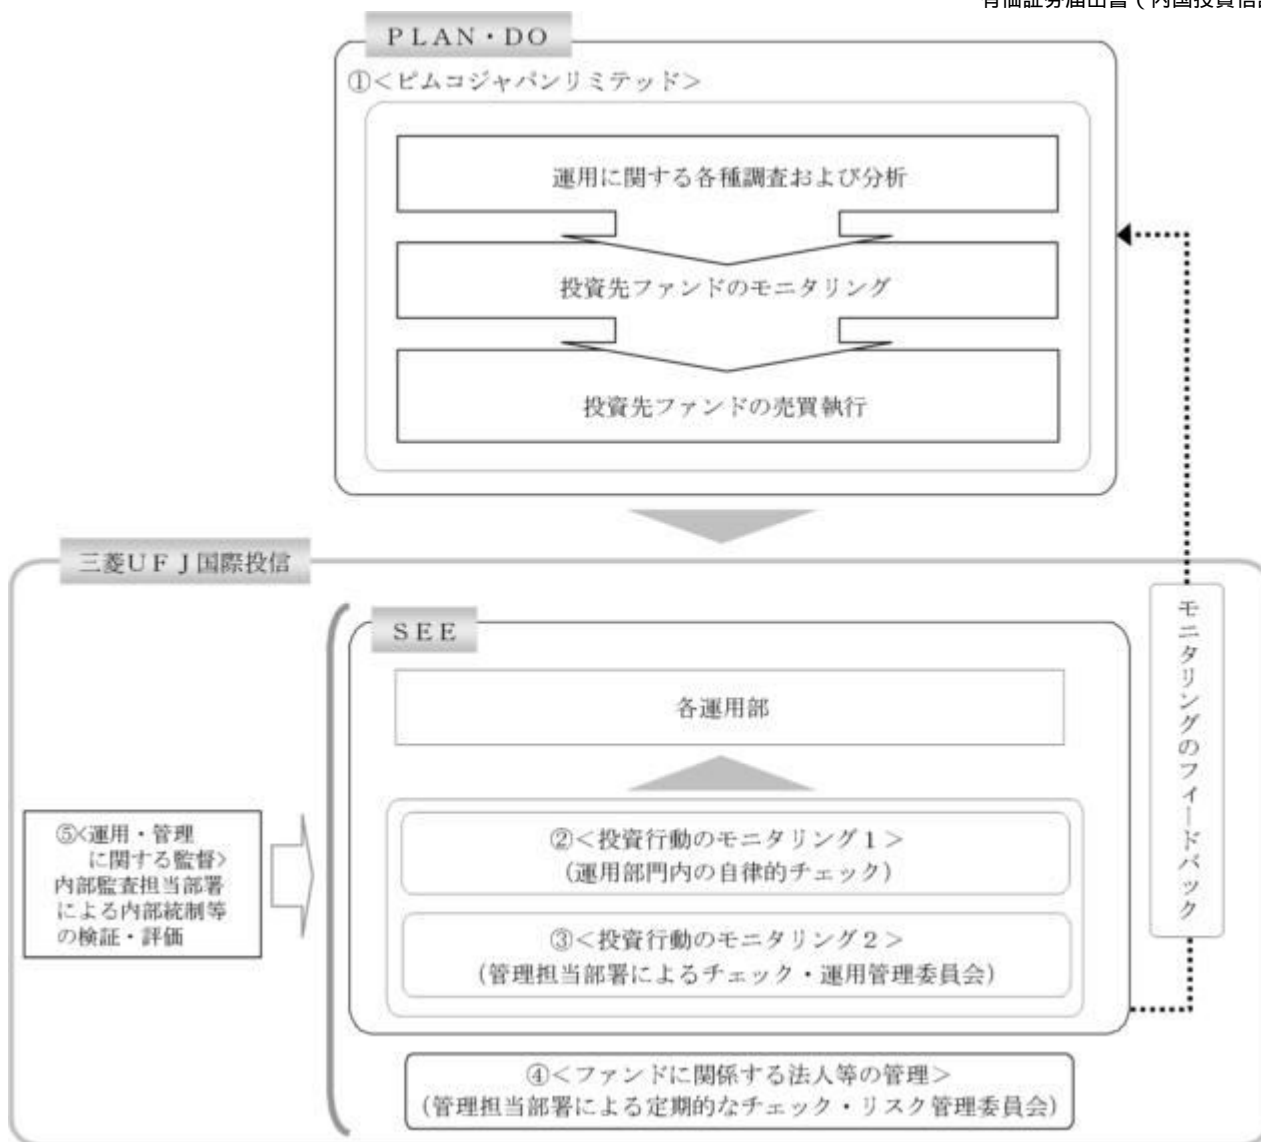 有価証券届出書(内国投資信
PLAN・DO
①<ピムコジャパンリミテッド>
運用に関する各種調査および分析
投資先ファンドのモニタリング
投資先ファンドの売買執行
三菱UFJ国際投信
SEE
各運用部
②<投資行動のモニタリング1>
(運用部門内の自律的チェック)
③<投資行動のモニタリング2>
(管理担当部署によるチェック・運用管理委員会)
④<ファンドに関係する法人等の管理>
(管理担当部署による定期的なチェック・リスク管理委員会)
⑤<運用・管理
に関する監督>
内部監査担当部署
による内部統制等
の検証・評価
モニタリングのフィードバック